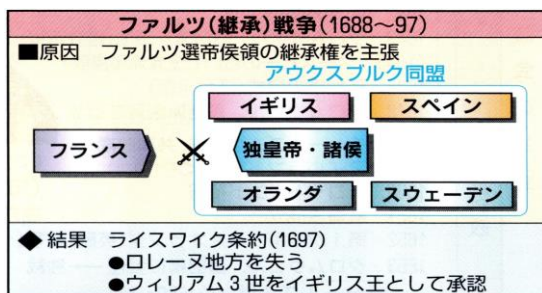 ファルツ(継承)戦争(1688〜97)
■原因　ファルツ選帝侯領の継承権を主張
アウクスブルク同盟
イギリス　スペイン
フランス　独皇帝・諸侯
オランダ　スウェーデン
◆結果　ライスワイク条約(1697)
●ロレーヌ地方を失う
●ウィリアム3世をイギリス王として承認